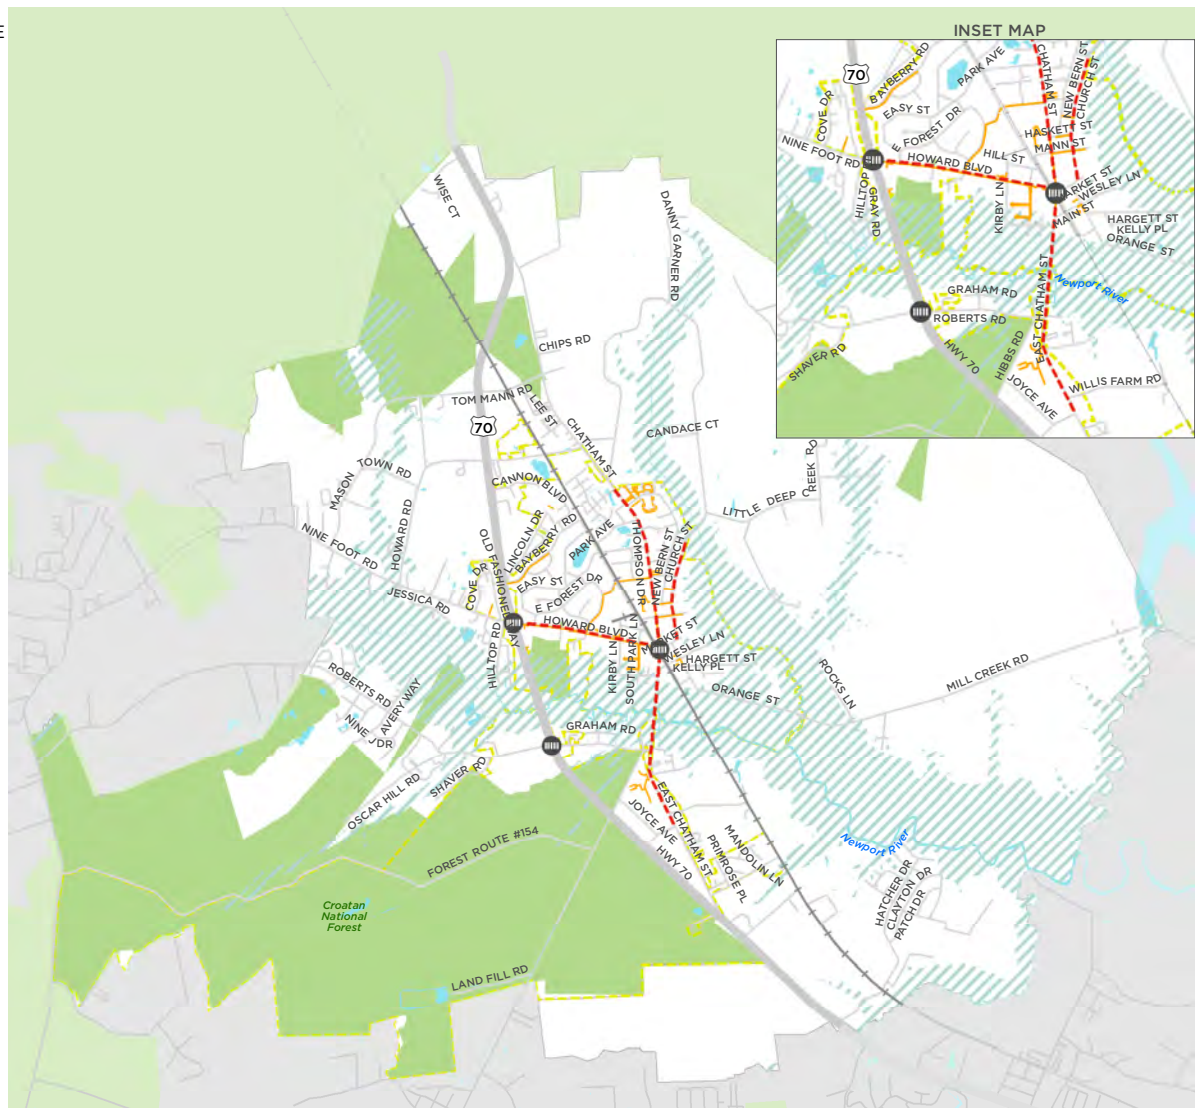 E
INSET MAP
70
BAYBERRY RD
PARK AVE
CHATHAM ST
NEW BERN ST
CHURCH ST
COVE DR
EASY ST
E FOREST DR
HASKETT ST
MANN ST
NINE FOOT RD
HOWARD BLVD
HILL ST
MARKET ST
WESLEY LN
HILLTOP
GRAY RD
KIRBY LN
MAIN ST
HARGETT ST
KELLY PL
ORANGE ST
EAST CHATHAM ST
Newport River
GRAHAM RD
ROBERTS RD
SHAVER RD
HWY 70
HIBBS RD
JOYCE AVE
WILLIS FARM RD
WISE CT
DANNY GARNER RD
CHIPS RD
TOM MANN RD
LEE ST
70
CHATHAM ST
CANDACE CT
TOWN RD
MASON
CANNON BLVD
LITTLE DEEP CREEK RD
HOWARD RD
NINE FOOT RD
OLD FASHIONED WAY
LINCOLN DR
BAYBERRY RD
PARK AVE
THOMPSON DR
NEW BERN ST
CHURCH ST
COVE DR
EASY ST
E FOREST DR
JESSICA RD
HOWARD BLVD
MARKET ST
WESLEY LN
HILLTOP RD
KIRBY LN
SOUTH PARK LN
HARGETT ST
KELLY PL
ORANGE ST
ROCKS LN
MILL CREEK RD
ROBERTS RD
AVERY WAY
NINE
DR
GRAHAM RD
OSCAR HILL RD
SHAVER RD
EAST CHATHAM ST
JOYCE AVE
HWY 70
PRIMROSE PL
MANDOLIN LN
Newport River
HATCHER DR
CLAYTON DR
PATCH DR
FOREST ROUTE #154
Croatan
National
Forest
LAND FILL RD